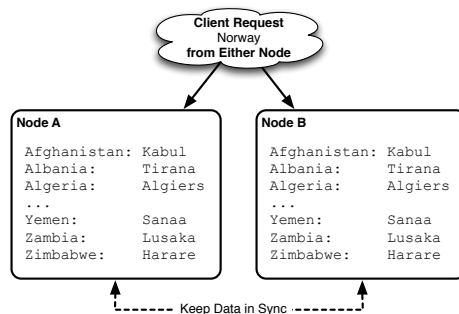 Client Request
Norway
from Either Node
Node A
Afghanistan: Kabul
Albania: Tirana
Algeria: Algiers
...
Yemen: Sanaa
Zambia: Lusaka
Zimbabwe: Harare
Node B
Afghanistan: Kabul
Albania: Tirana
Algeria: Algiers
...
Yemen: Sanaa
Zambia: Lusaka
Zimbabwe: Harare
Keep Data in Sync